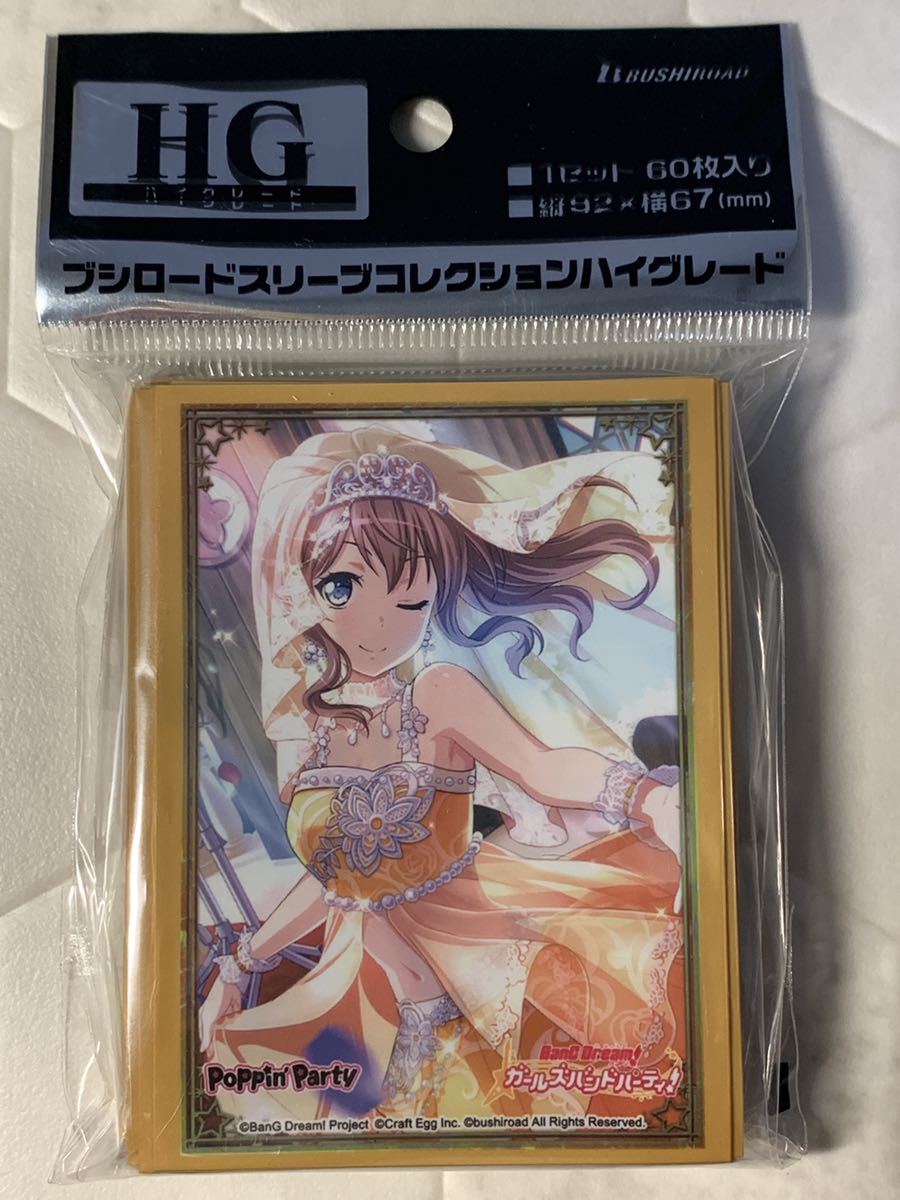 HG
ハイグレード
BUSHIROAD
■1セット 60枚入り
■縦92×横67(mm)
ブシロードスリーブコレクションハイグレード
Poppin'Party
BanG Dream!
ガールズバンドパーティ!
©BanG Dream! Project ©Craft Egg Inc. ©bushiroad All Rights Reserved.